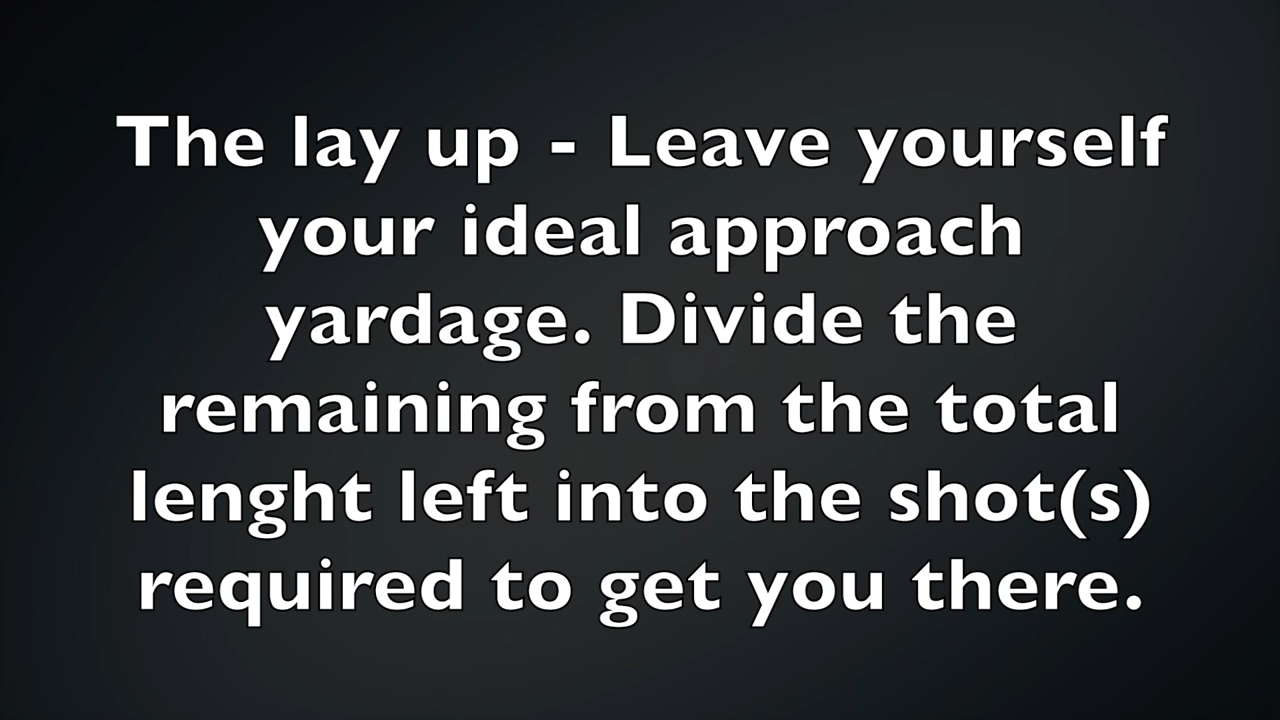 The lay up - Leave yourself
your ideal approach
yardage. Divide the
remaining from the total
lenght left into the shot(s)
required to get you there.